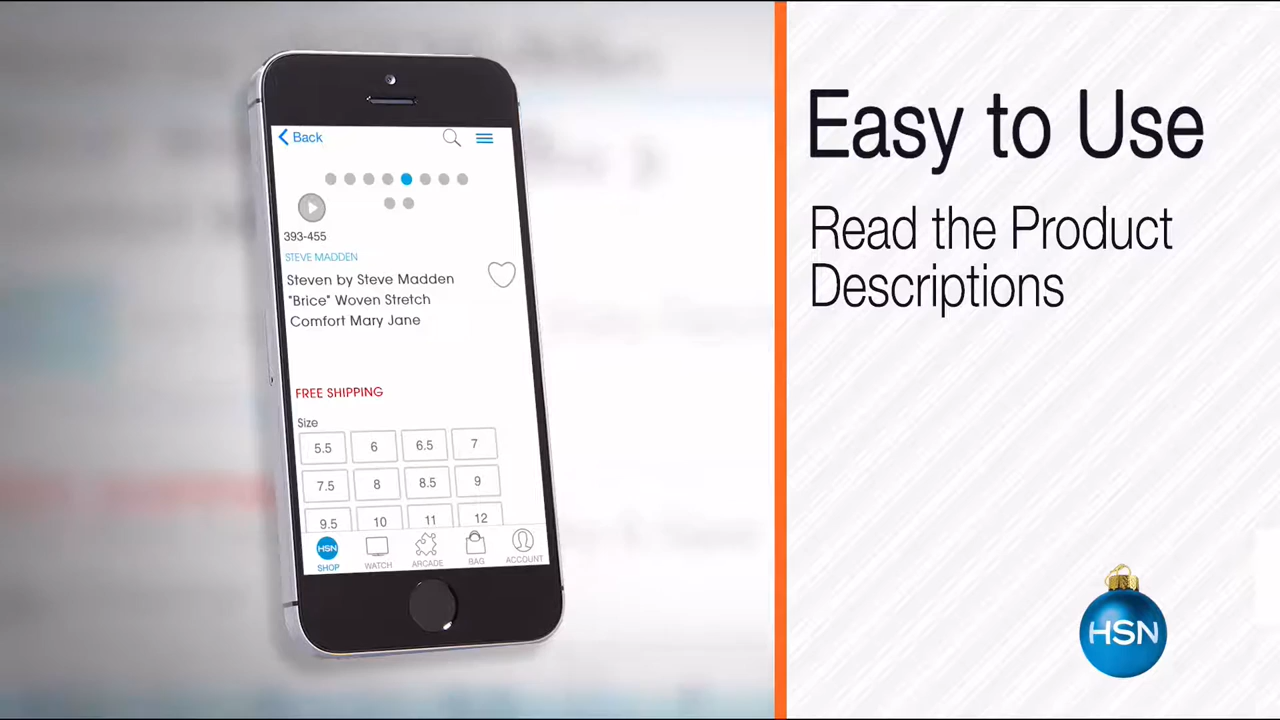 Back
393-455
STEVE MADDEN
Steven by Steve Madden
"Brice" Woven Stretch
Comfort Mary Jane
FREE SHIPPING
Size
5.5 6 6.5 7
7.5 8 8.5 9
9.5 10 11 12
HSN
SHOP WATCH ARCADE BAG ACCOUNT
Easy to Use
Read the Product
Descriptions
HSN